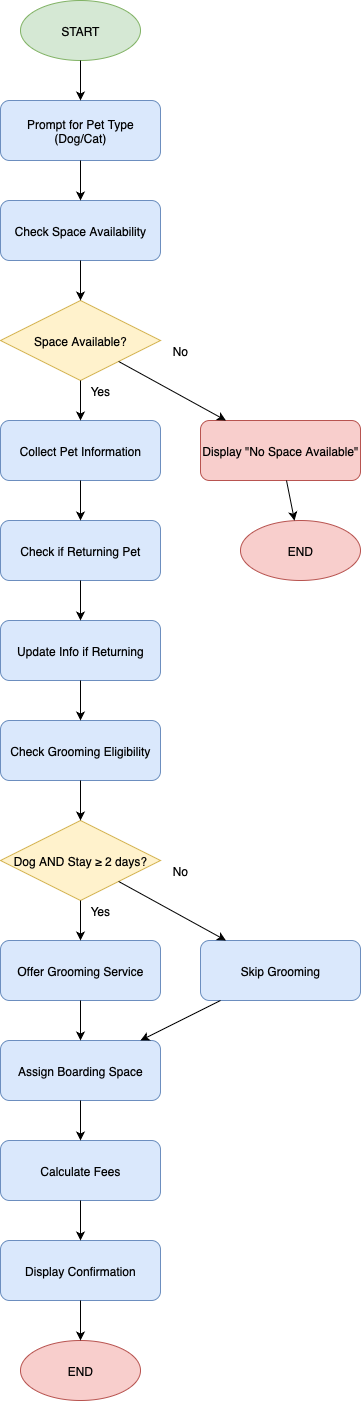 START
Prompt for Pet Type
(Dog/Cat)
Check Space Availability
Space Available?
No
Yes
Collect Pet Information
Display "No Space Available"
Check if Returning Pet
END
Update Info if Returning
Check Grooming Eligibility
Dog AND Stay ≥ 2 days?
No
Yes
Offer Grooming Service
Skip Grooming
Assign Boarding Space
Calculate Fees
Display Confirmation
END